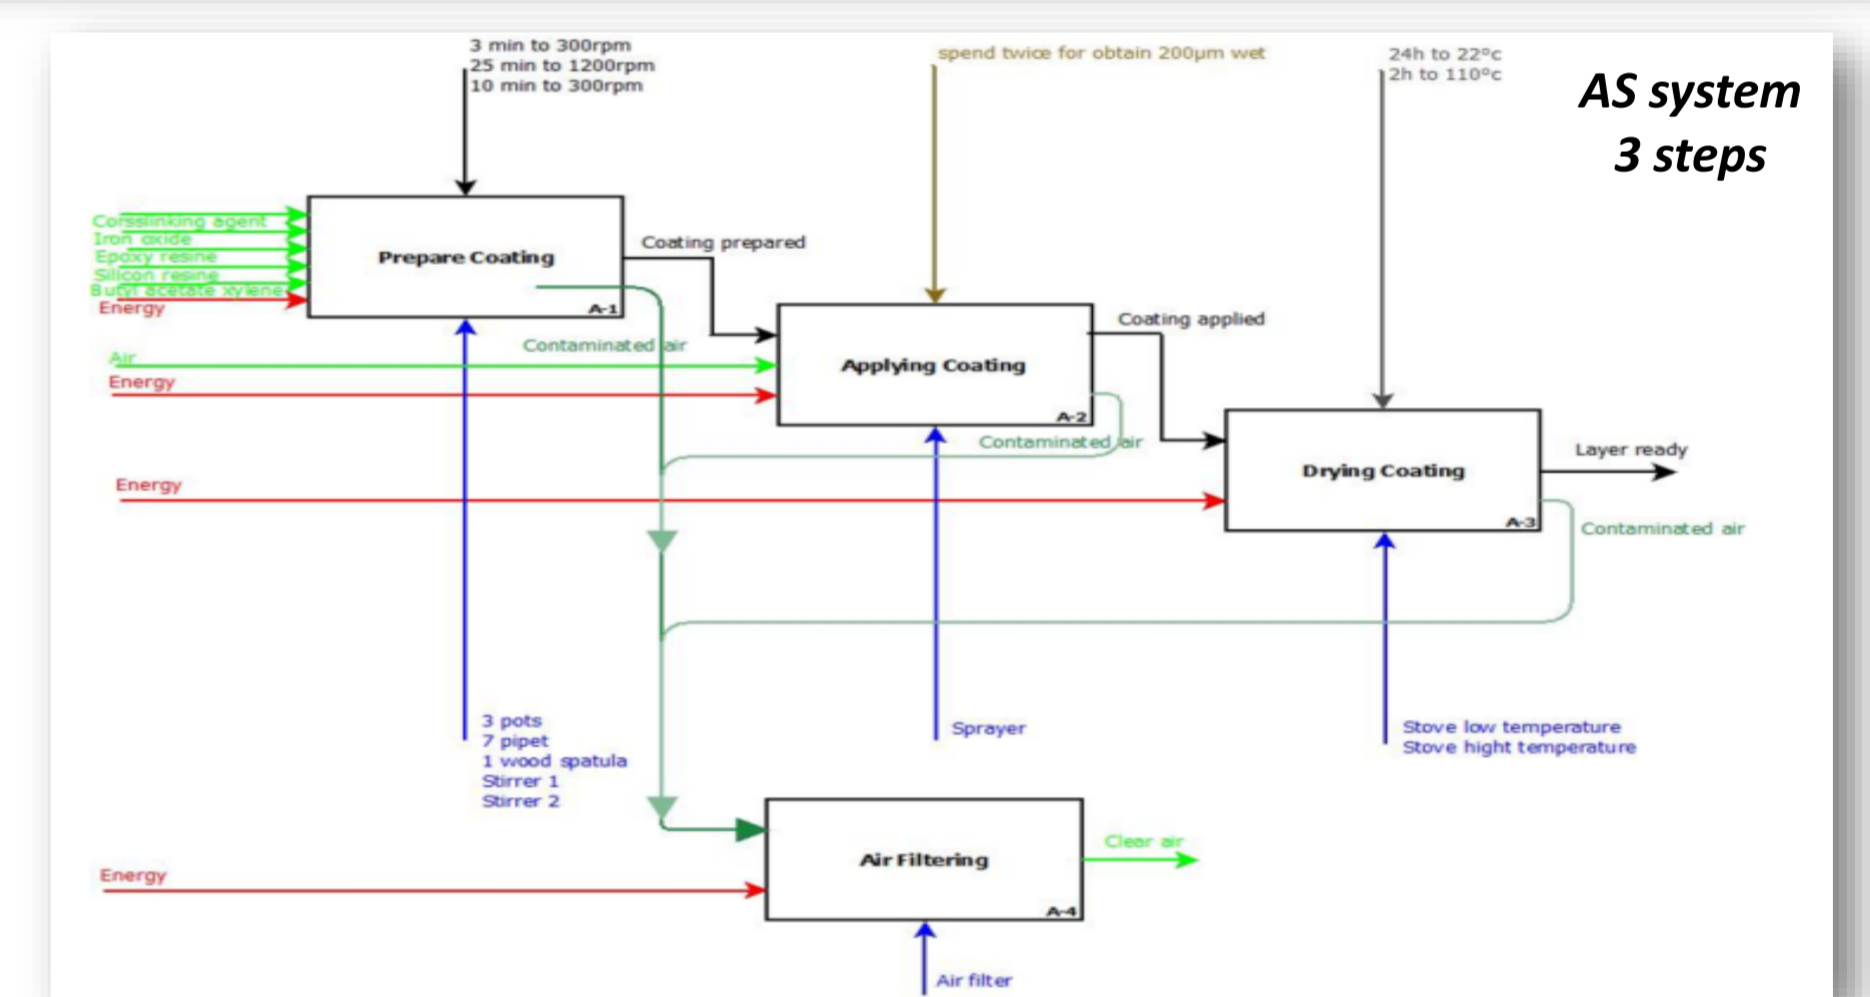 3 min to 300rpm
25 min to 1200rpm
10 min to 300rpm
spend twice for obtain 200µm wet
24h to 22ºc
2h to 110ºc
AS system
3 steps
Corsslinking agent
Iron oxide
Epoxy resine
Silicon resine
Butyl acetate xylene
Energy
Prepare Coating
A-1
Coating prepared
Contaminated air
Air
Energy
Applying Coating
A-2
Coating applied
Contaminated air
Energy
Drying Coating
A-3
Layer ready
Contaminated air
3 pots
7 pipet
1 wood spatula
Stirrer 1
Stirrer 2
Sprayer
Stove low temperature
Stove hight temperature
Energy
Air Filtering
A-4
Clear air
Air filter